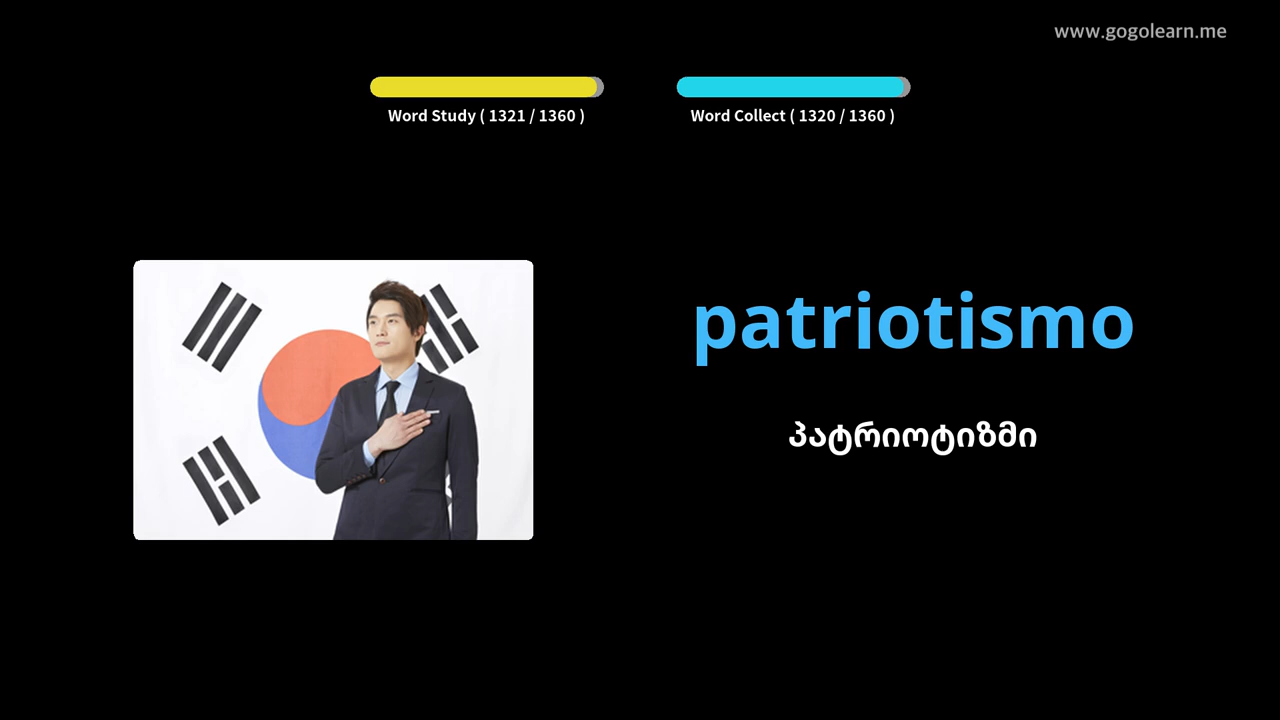 www.gogolearn.me
Word Study ( 1321 / 1360 )
Word Collect ( 1320 / 1360 )
patriotismo
პატრიოტიზმი